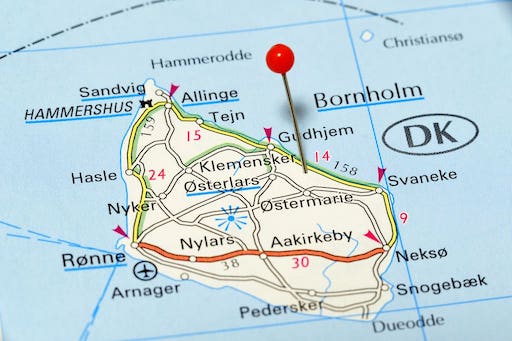 Hammerodde
Christiansø
Sandvig
Allinge
HAMMERSHUS
Bornholm
Tejn
159
15
Gudhjem
DK
Klemensker
14
158
Hasle
24
Østerlars
Svaneke
Nyker
Østermarie
9
Rønne
Nylars
Aakirkeby
Neksø
38
30
Arnager
Snogebæk
Pedersker
Dueodde